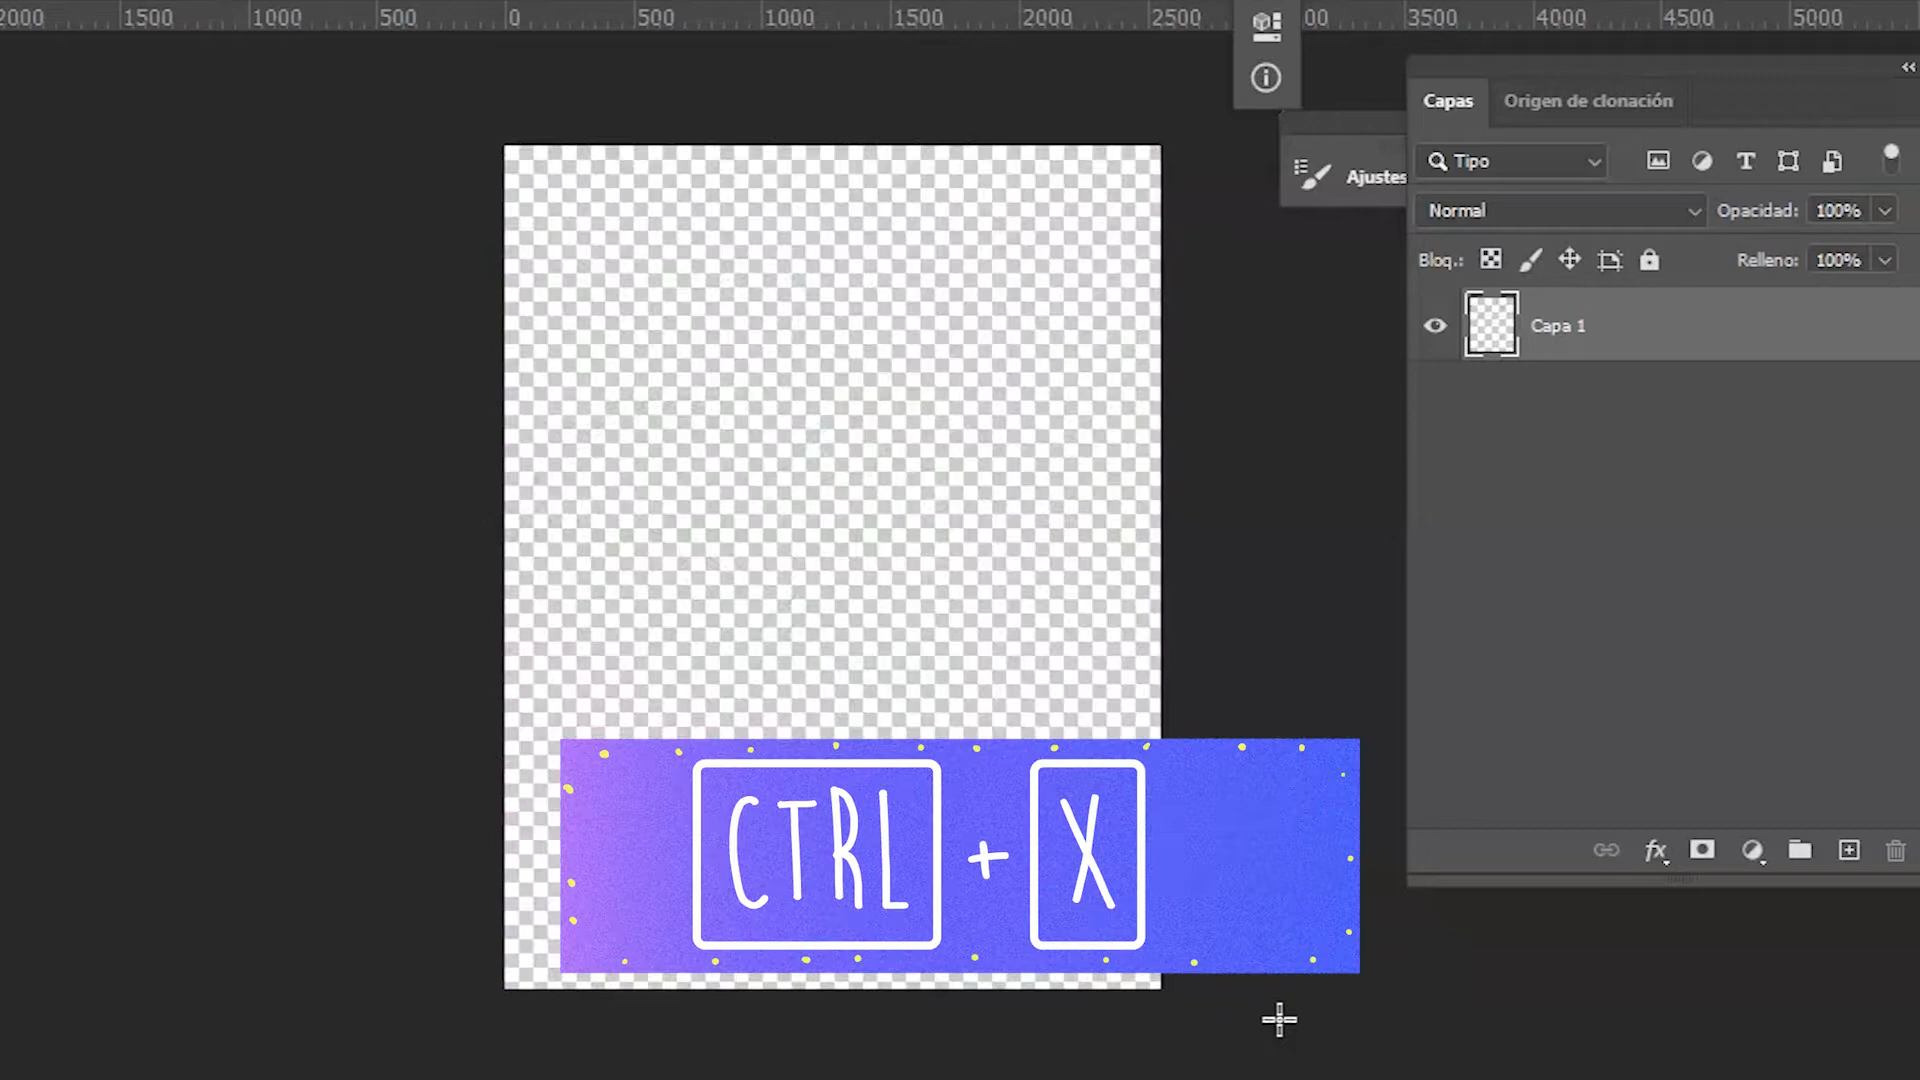 2000 1500 1000 500 0 500 1000 1500 2000 2500 00 3500 4000 4500 5000
Capas Origen de clonación
Tipo
Ajustes
Normal Opacidad: 100%
Bloq.: Relleno: 100%
Capa 1
fx
CTRL + X